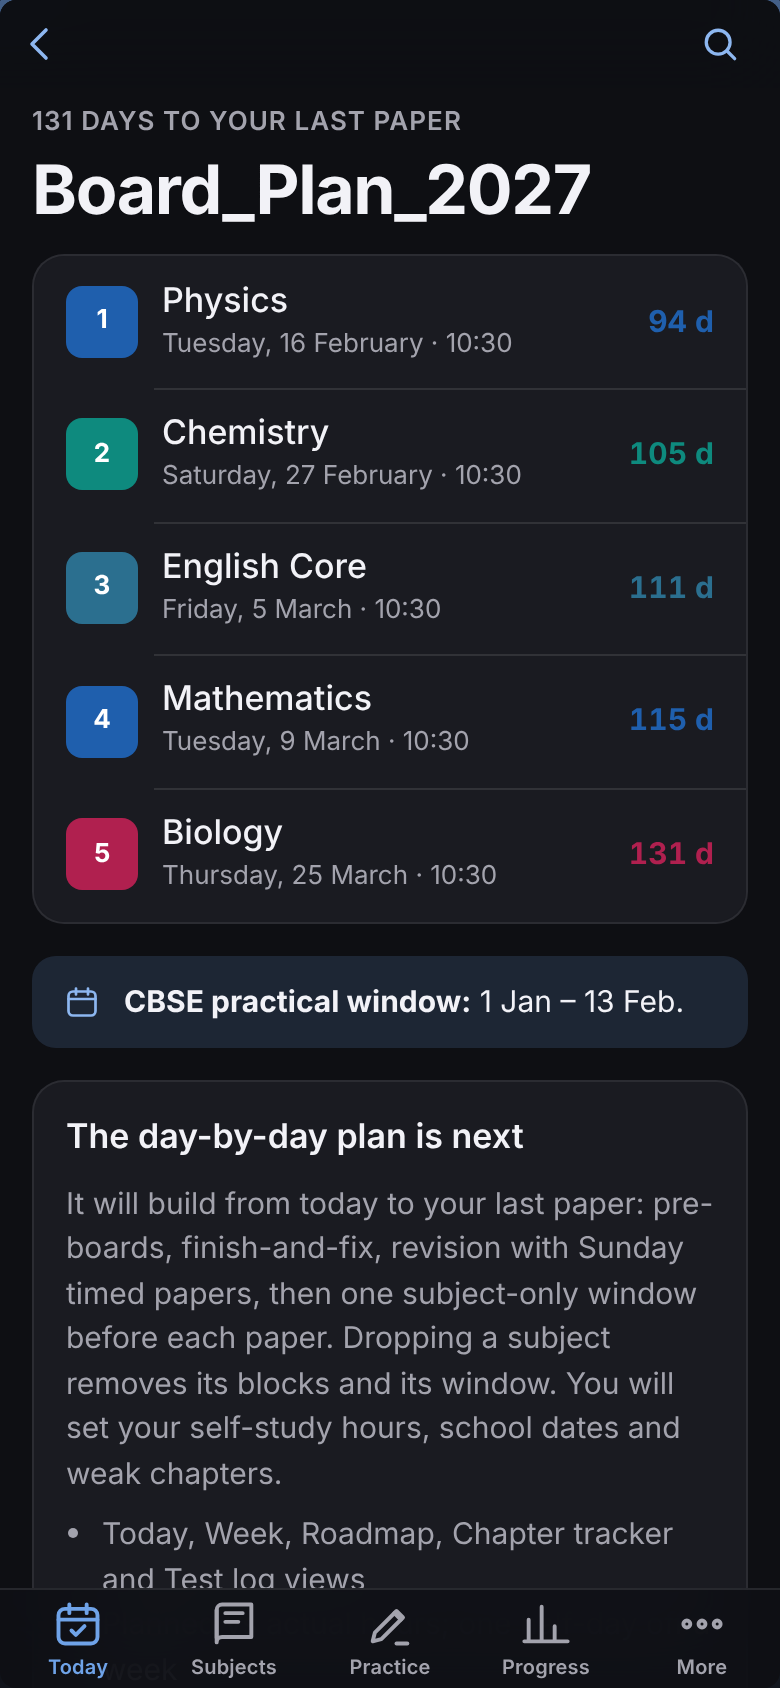 131 DAYS TO YOUR LAST PAPER
Board_Plan_2027
1
Physics
Tuesday, 16 February · 10:30
94 d
2
Chemistry
Saturday, 27 February · 10:30
105 d
3
English Core
Friday, 5 March · 10:30
111 d
4
Mathematics
Tuesday, 9 March · 10:30
115 d
5
Biology
Thursday, 25 March · 10:30
131 d
CBSE practical window: 1 Jan – 13 Feb.
The day-by-day plan is next
It will build from today to your last paper: pre-
boards, finish-and-fix, revision with Sunday
timed papers, then one subject-only window
before each paper. Dropping a subject
removes its blocks and its window. You will
set your self-study hours, school dates and
weak chapters.
• Today, Week, Roadmap, Chapter tracker
and Test log views
week
Today
Subjects
Practice
Progress
More